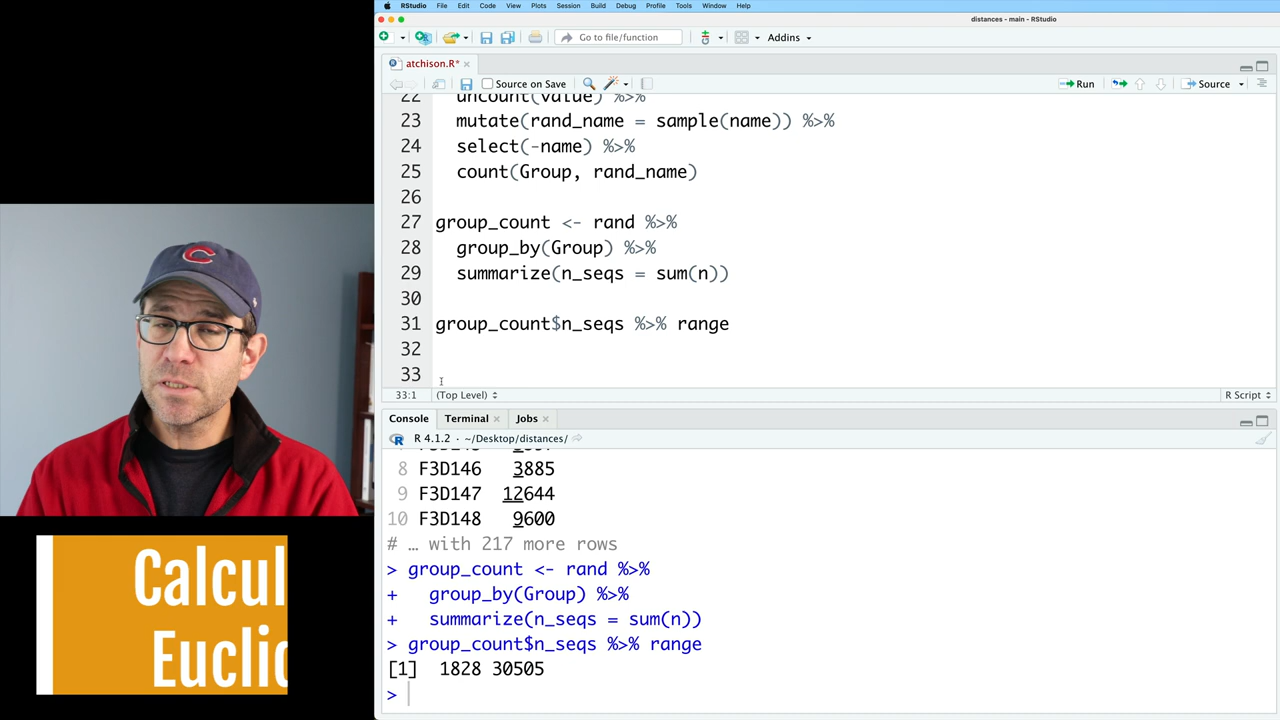 RStudio File Edit Code View Plots Session Build Debug Profile Tools Window Help
distances - main - RStudio
Go to file/function Addins
atchison.R*
Source on Save Run Source
22 uncount(value) %>%
23 mutate(rand_name = sample(name)) %>%
24 select(-name) %>%
25 count(Group, rand_name)
26
27 group_count <- rand %>%
28 group_by(Group) %>%
29 summarize(n_seqs = sum(n))
30
31 group_count$n_seqs %>% range
32
33
33:1 (Top Level) R Script
Console Terminal Jobs
R 4.1.2 · ~/Desktop/distances/
8 F3D146 3885
9 F3D147 12644
10 F3D148 9600
# … with 217 more rows
> group_count <- rand %>%
+ group_by(Group) %>%
+ summarize(n_seqs = sum(n))
> group_count$n_seqs %>% range
[1] 1828 30505
>
C
Calcul
Euclid